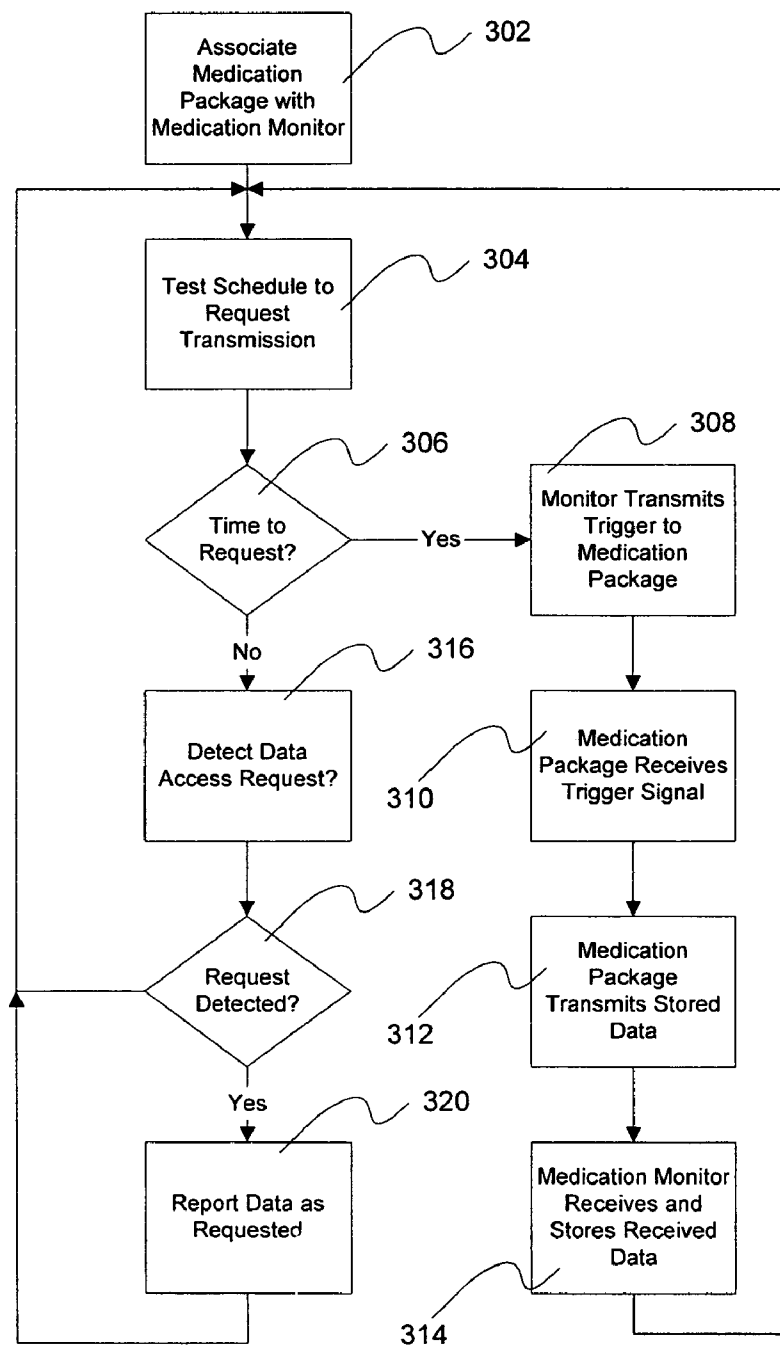 Associate
Medication
Package with
Medication Monitor
302
Test Schedule to
Request
Transmission
304
Time to
Request?
306
Yes
Monitor Transmits
Trigger to
Medication
Package
308
No
Detect Data
Access Request?
316
Medication
Package Receives
Trigger Signal
310
Request
Detected?
318
Medication
Package
Transmits Stored
Data
312
Yes
Report Data as
Requested
320
Medication Monitor
Receives and
Stores Received
Data
314